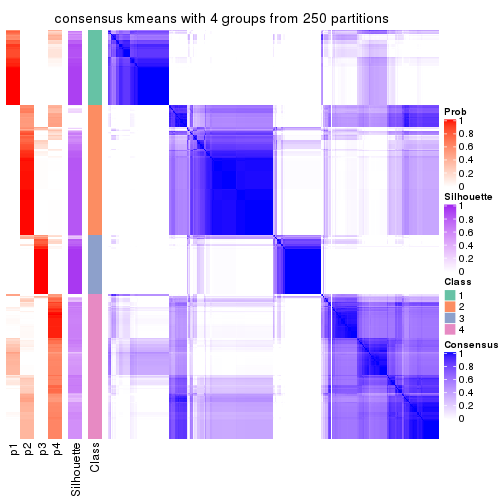 consensus kmeans with 4 groups from 250 partitions
Prob
1
0.8
0.6
0.4
0.2
0
Silhouette
1
0.8
0.6
0.4
0.2
0
Class
1
2
3
4
Consensus
1
0.8
0.6
0.4
0.2
0
p1
p2
p3
p4
Silhouette
Class